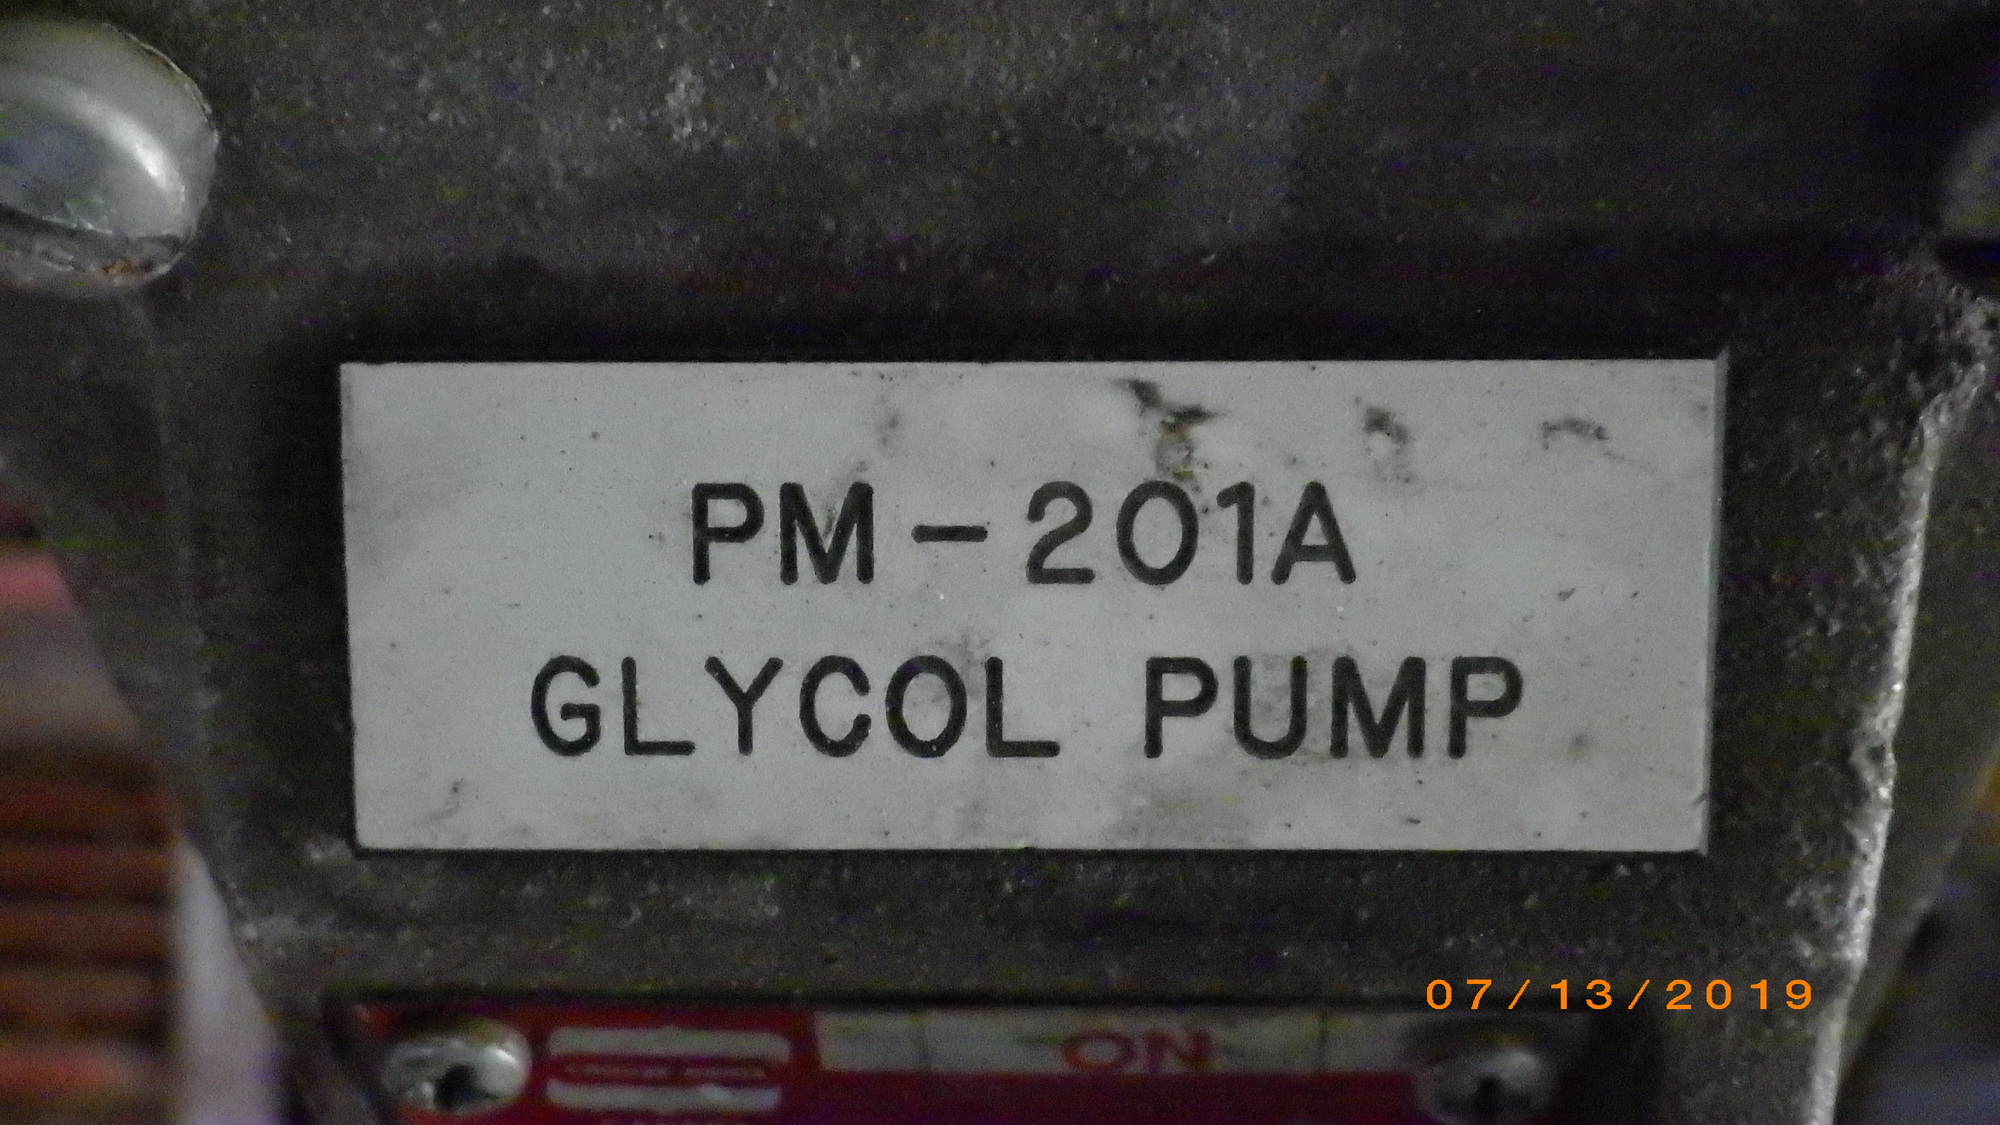 PM-201A
GLYCOL PUMP
07/13/2019
ON